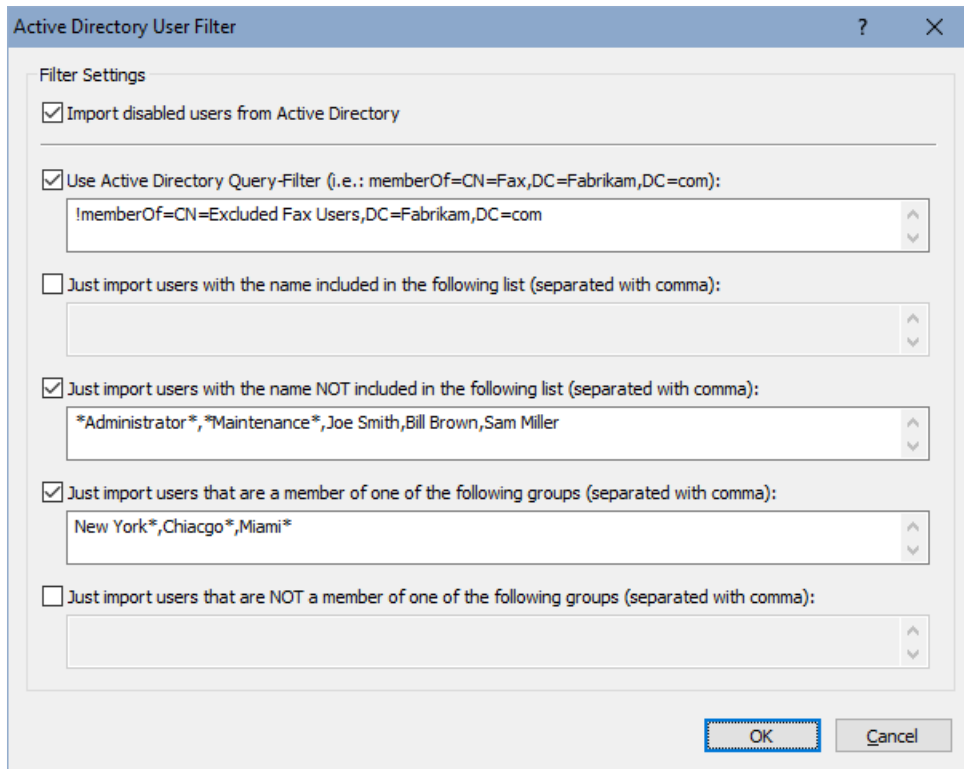 Active Directory User Filter
Filter Settings
Import disabled users from Active Directory
Use Active Directory Query-Filter (i.e.: memberOf=CN=Fax,DC=Fabrikam,DC=com):
!memberOf=CN=Excluded Fax Users,DC=Fabrikam,DC=com
Just import users with the name included in the following list (separated with comma):
Just import users with the name NOT included in the following list (separated with comma):
*Administrator*,*Maintenance*,Joe Smith,Bill Brown,Sam Miller
Just import users that are a member of one of the following groups (separated with comma):
New York*,Chiacgo*,Miami*
Just import users that are NOT a member of one of the following groups (separated with comma):
OK Cancel